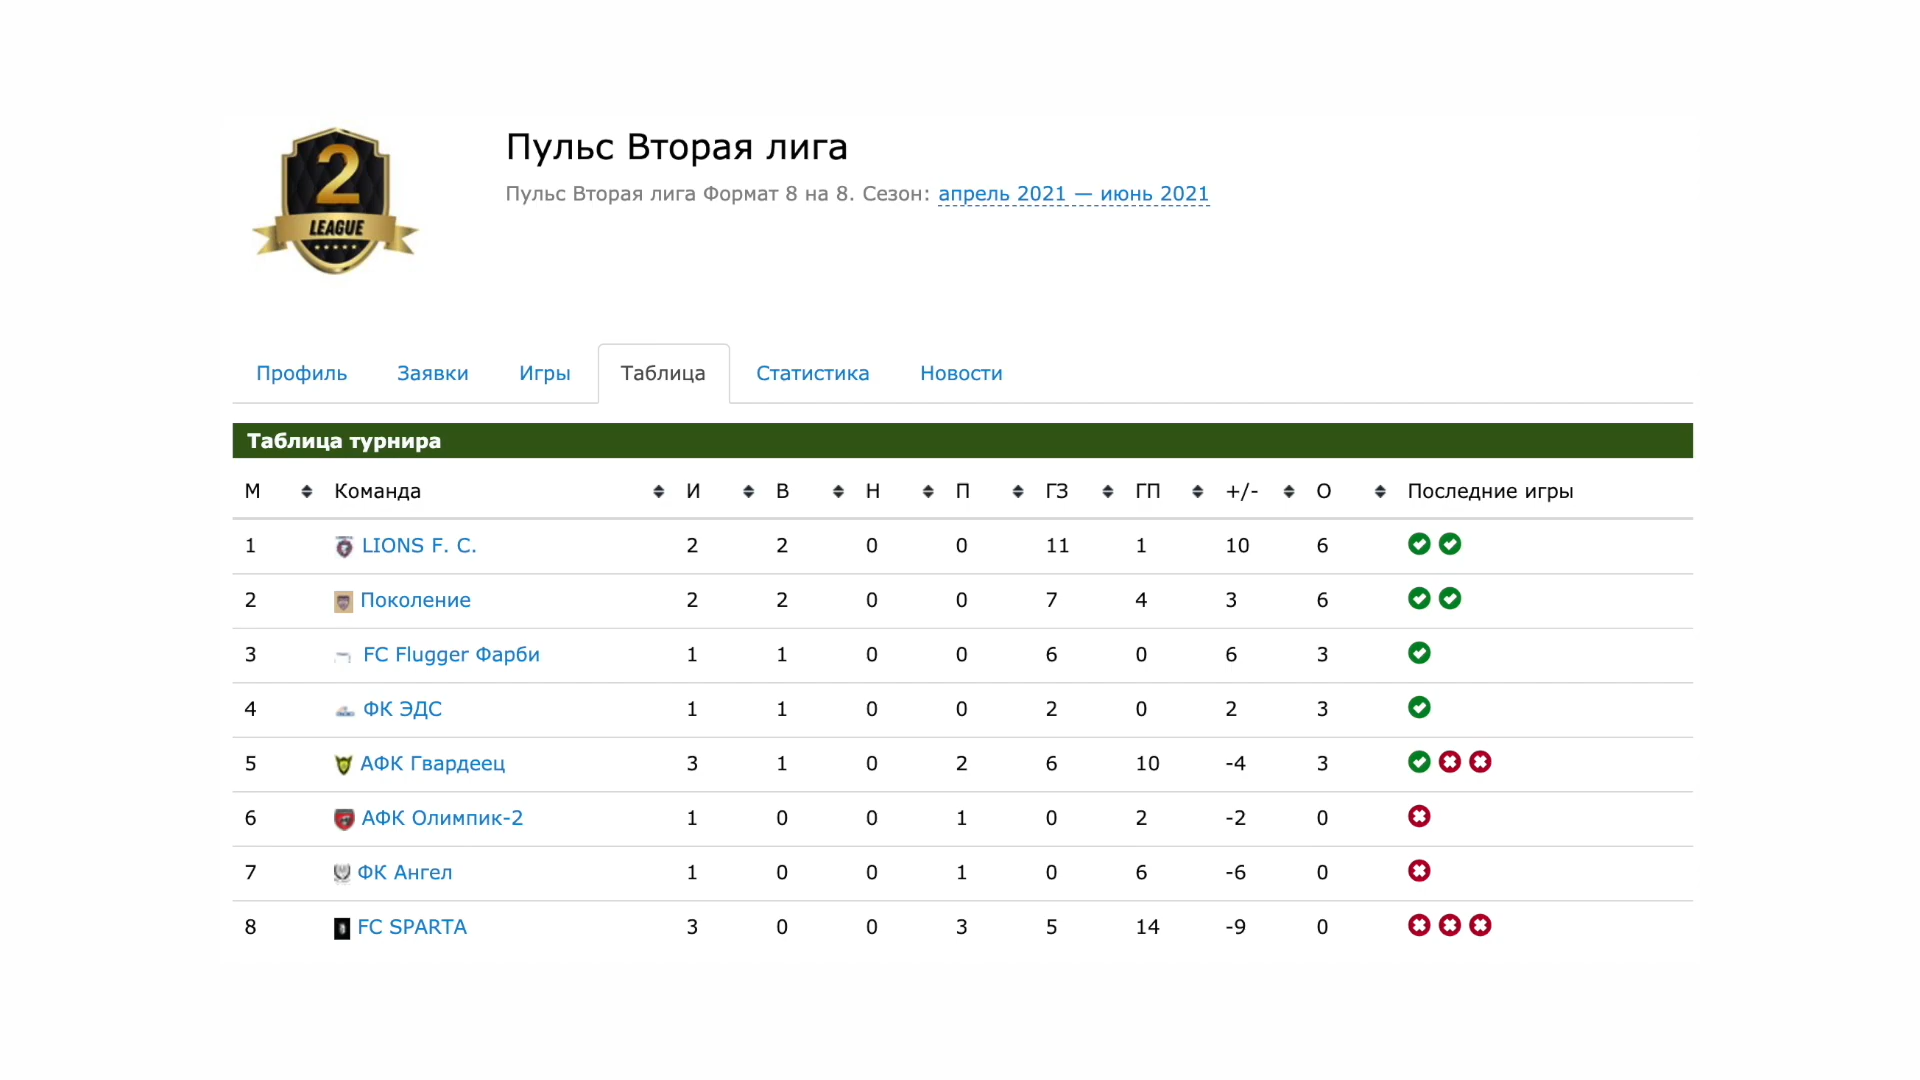 2
LEAGUE
Пульс Вторая лига
Пульс Вторая лига Формат 8 на 8. Сезон: апрель 2021 — июнь 2021
Профиль Заявки Игры Таблица Статистика Новости
Таблица турнира
М Команда И В Н П ГЗ ГП +/- О Последние игры
1 LIONS F. C. 2 2 0 0 11 1 10 6
2 Поколение 2 2 0 0 7 4 3 6
3 FC Flugger Фарби 1 1 0 0 6 0 6 3
4 ФК ЭДС 1 1 0 0 2 0 2 3
5 АФК Гвардеец 3 1 0 2 6 10 -4 3
6 АФК Олимпик-2 1 0 0 1 0 2 -2 0
7 ФК Ангел 1 0 0 1 0 6 -6 0
8 FC SPARTA 3 0 0 3 5 14 -9 0